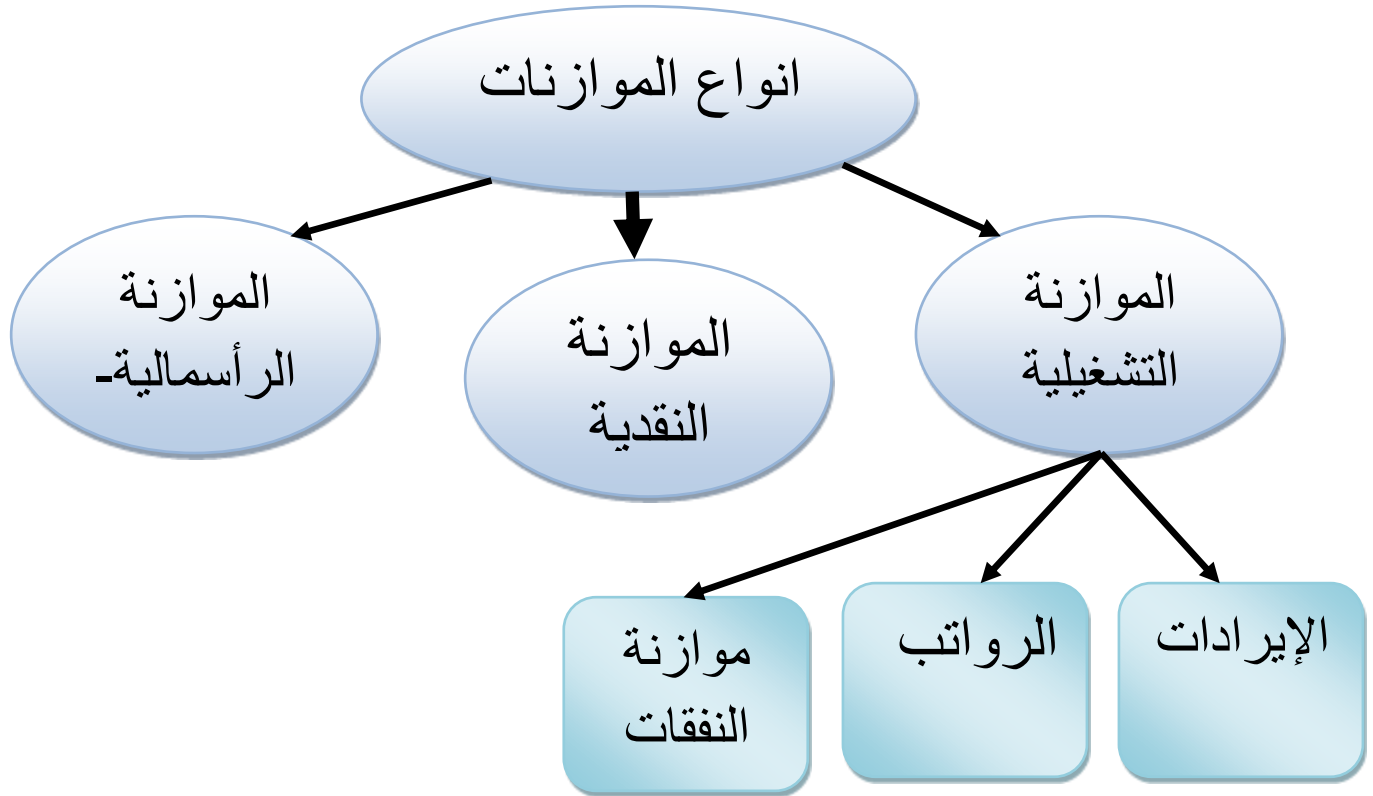 انواع الموازنات
الموازنة
التشغيلية
الموازنة
النقدية
الموازنة
الرأسمالية-
الإيرادات
الرواتب
موازنة
النفقات